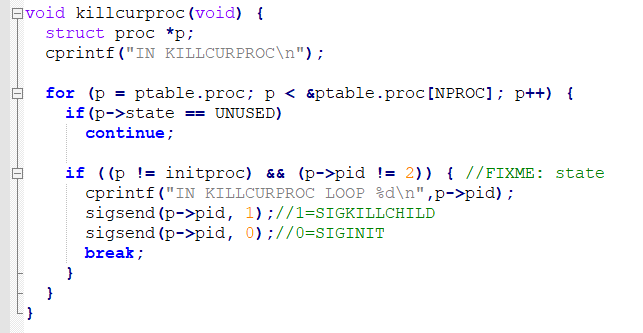 void killcurproc(void) {
struct proc *p;
cprintf("IN KILLCURPROC\n");
for (p = ptable.proc; p < &ptable.proc[NPROC]; p++) {
if(p->state == UNUSED)
continue;
if ((p != initproc) && (p->pid != 2)) { //FIXME: state
cprintf("IN KILLCURPROC LOOP %d\n",p->pid);
sigsend(p->pid, 1);//1=SIGKILLCHILD
sigsend(p->pid, 0);//0=SIGINIT
break;
}
}
}